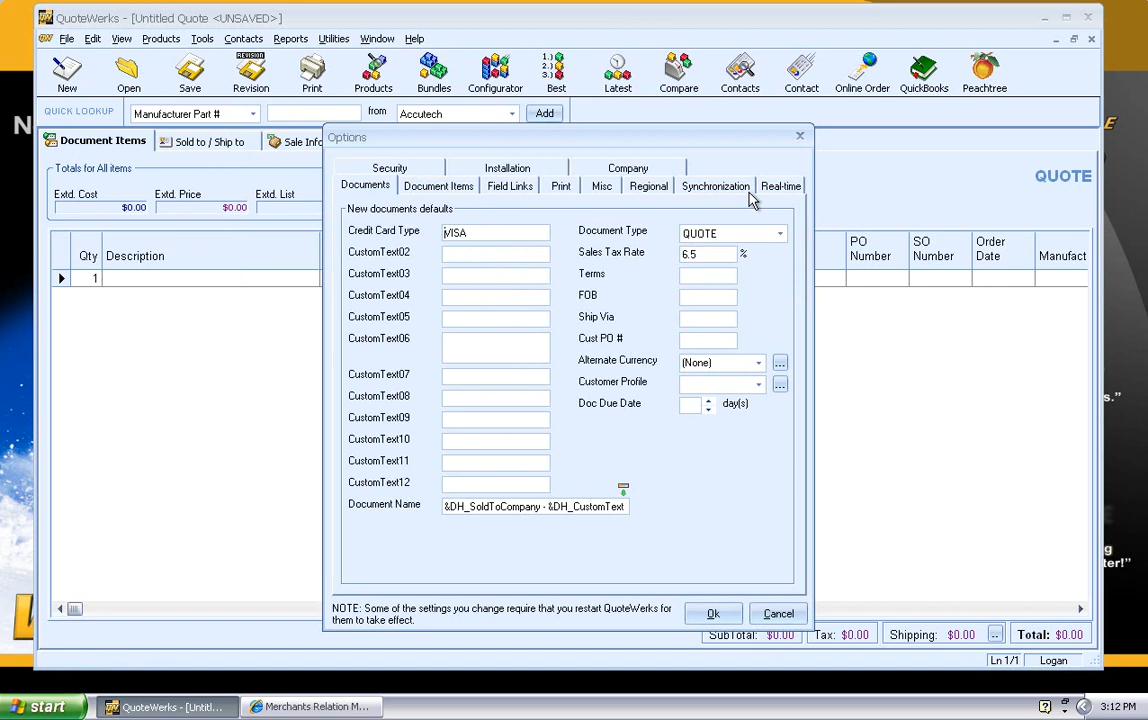 QuoteWerks - [Untitled Quote <UNSAVED>]
File Edit View Products Tools Contacts Reports Utilities Window Help
REVISION 1.) 2.) 3.)
New Open Save Revision Print Products Bundles Configurator Best Latest Compare Contacts Contact Online Order QuickBooks Peachtree
QUICK LOOKUP Manufacturer Part # from Accutech Add
Document Items Sold to / Ship to Sale Info
Options
Totals for All items
Extd. Cost Extd. Price Extd. List
$0.00 $0.00
QUOTE
Security Installation Company
Documents Document Items Field Links Print Misc Regional Synchronization Real-time
New documents defaults
Credit Card Type VISA Document Type QUOTE
CustomText02 Sales Tax Rate 6.5 %
CustomText03 Terms
CustomText04 FOB
CustomText05 Ship Via
CustomText06 Cust PO #
Alternate Currency (None) ...
CustomText07 Customer Profile ...
CustomText08 Doc Due Date day(s)
CustomText09
CustomText10
CustomText11
CustomText12
Document Name &DH_SoldToCompany - &DH_CustomText
NOTE: Some of the settings you change require that you restart QuoteWerks for
them to take effect.
Ok Cancel
Qty Description PO Number SO Number Order Date Manufact
1
SubTotal: $0.00 Tax: $0.00 Shipping: $0.00 .. Total: $0.00
Ln 1/1 Logan
start QuoteWerks - [Untitl... Merchants Relation M... 3:12 PM